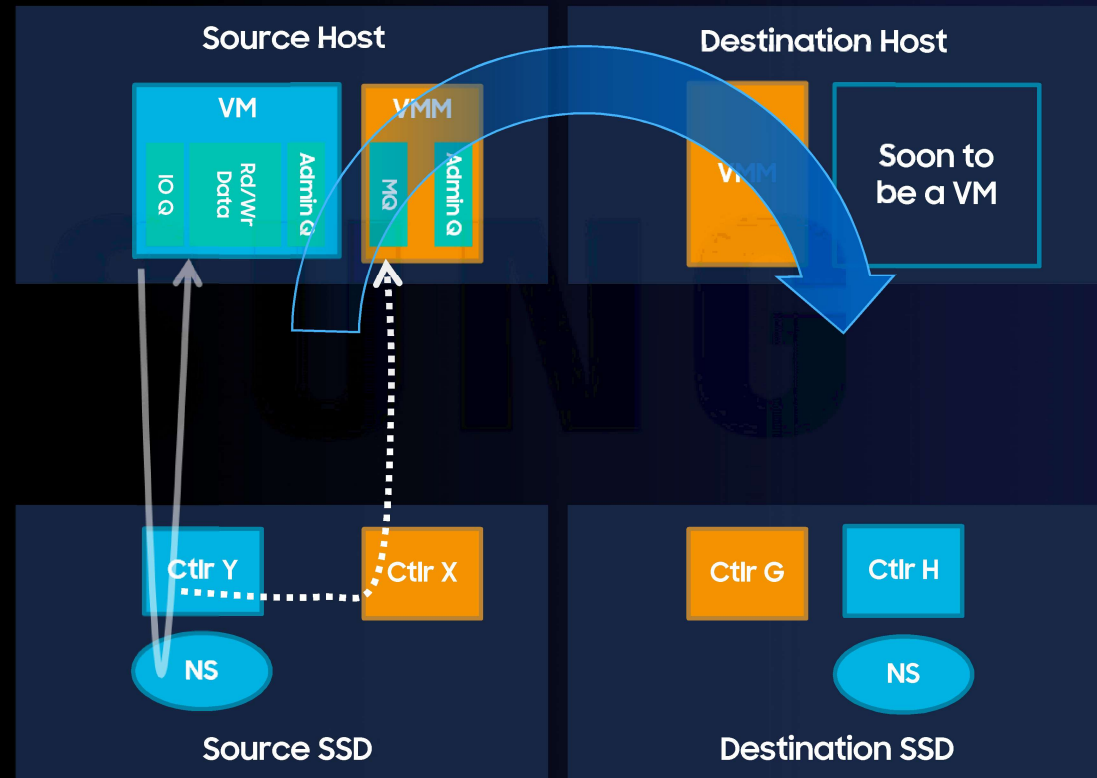 Source Host
Destination Host
VM
VMM
IO Q
Rd/Wr
Data
Admin Q
MQ
Admin Q
VMM
Soon to
be a VM
Ctlr Y
Ctlr X
Ctlr G
Ctlr H
NS
NS
Source SSD
Destination SSD